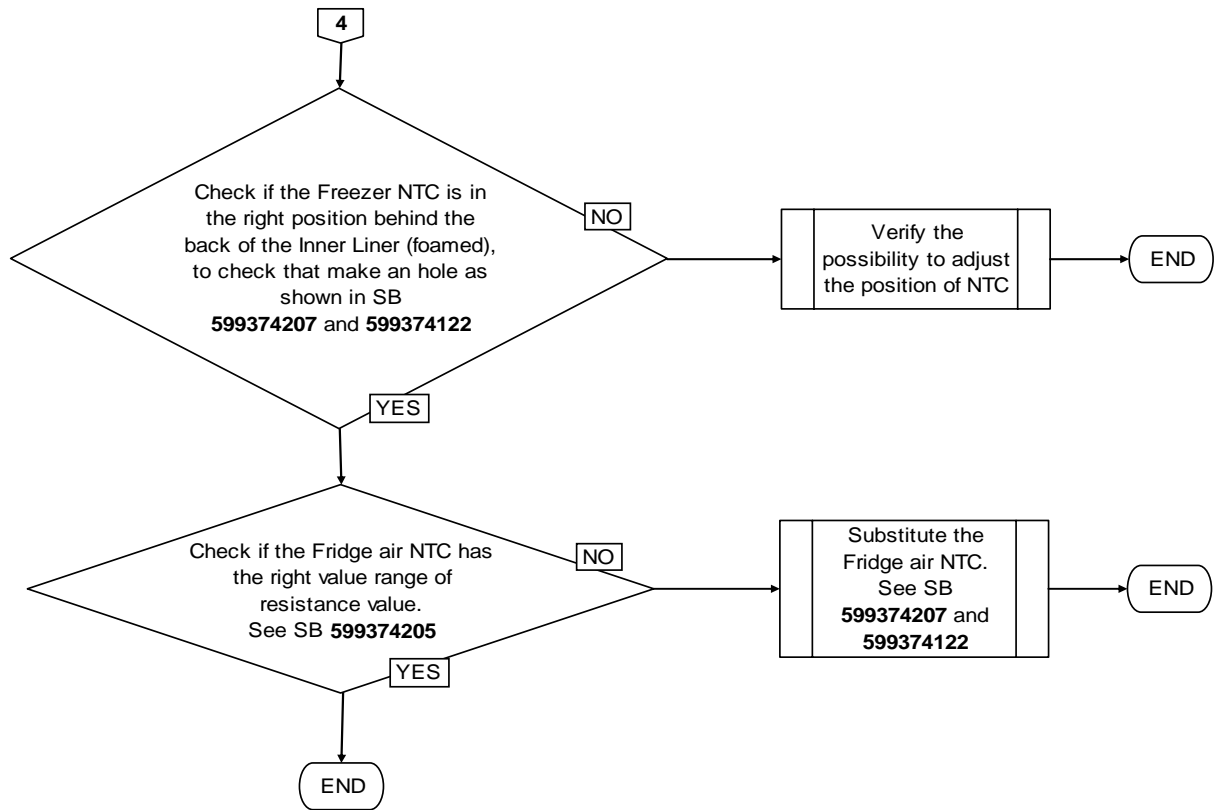 4
Check if the Freezer NTC is in
the right position behind the
back of the Inner Liner (foamed),
to check that make an hole as
shown in SB
599374207 and 599374122
NO
Verify the
possibility to adjust
the position of NTC
END
YES
Check if the Fridge air NTC has
the right value range of
resistance value.
See SB 599374205
NO
Substitute the
Fridge air NTC.
See SB
599374207 and
599374122
END
YES
END